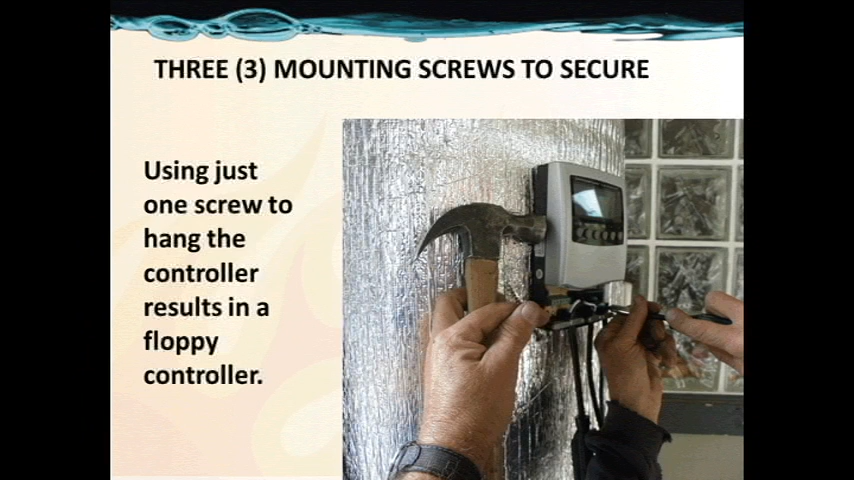 THREE (3) MOUNTING SCREWS TO SECURE
Using just
one screw to
hang the
controller
results in a
floppy
controller.